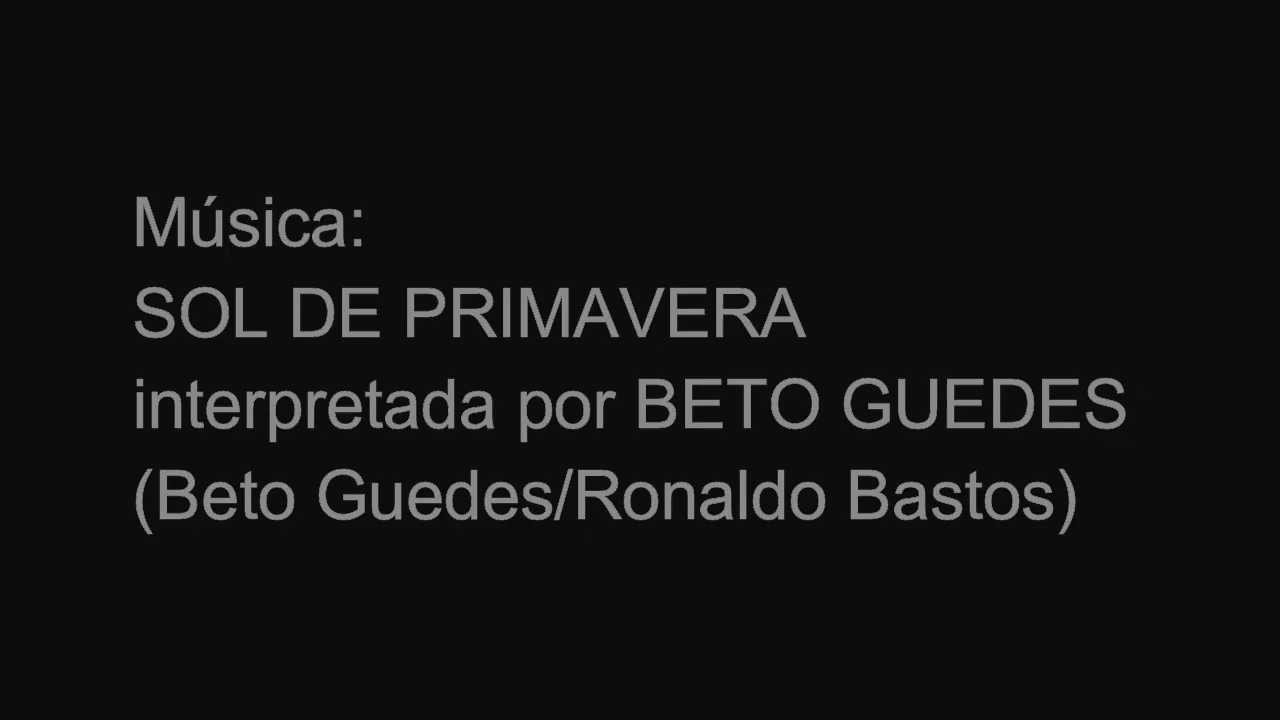 Música:
SOL DE PRIMAVERA
interpretada por BETO GUEDES
(Beto Guedes/Ronaldo Bastos)